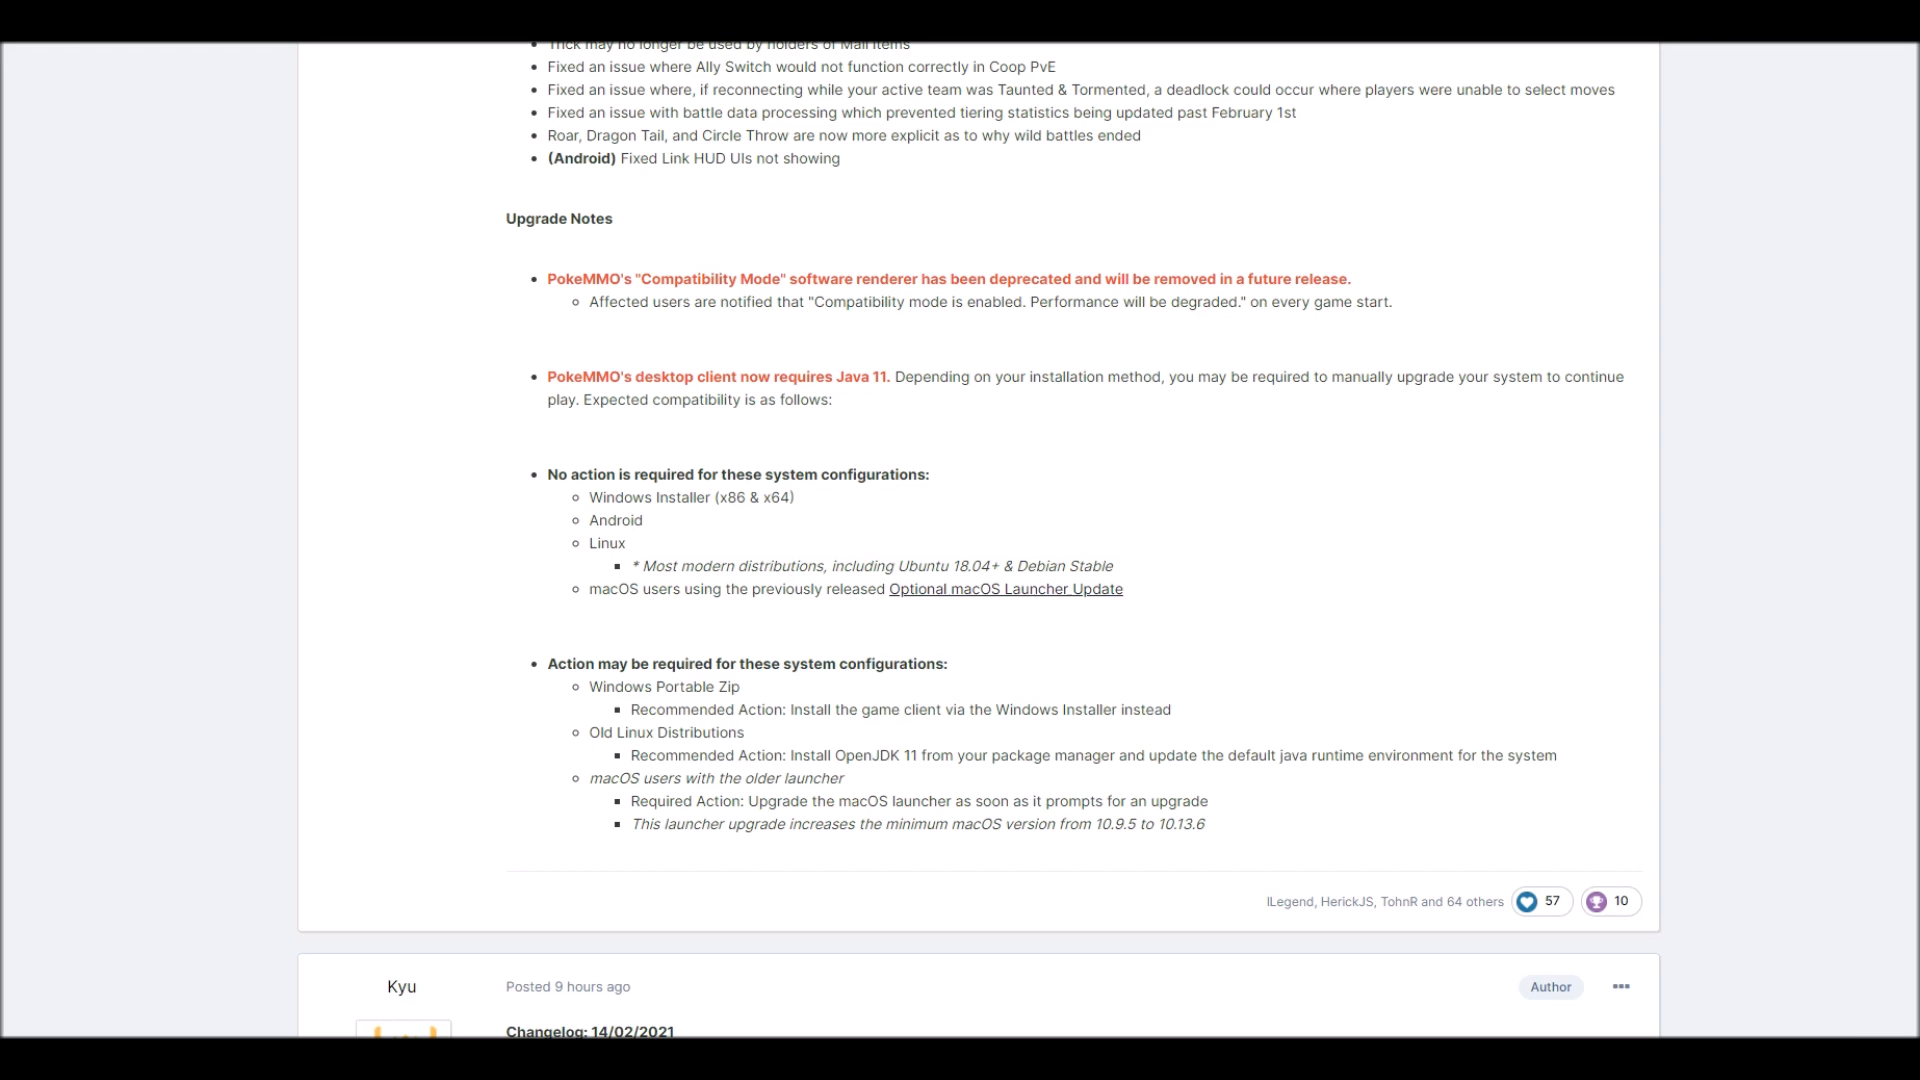 Trick may no longer be used by holders of Mail items
Fixed an issue where Ally Switch would not function correctly in Coop PvE
Fixed an issue where, if reconnecting while your active team was Taunted & Tormented, a deadlock could occur where players were unable to select moves
Fixed an issue with battle data processing which prevented tiering statistics being updated past February 1st
Roar, Dragon Tail, and Circle Throw are now more explicit as to why wild battles ended
(Android) Fixed Link HUD UIs not showing
Upgrade Notes
PokeMMO's "Compatibility Mode" software renderer has been deprecated and will be removed in a future release.
Affected users are notified that "Compatibility mode is enabled. Performance will be degraded." on every game start.
PokeMMO's desktop client now requires Java 11. Depending on your installation method, you may be required to manually upgrade your system to continue
play. Expected compatibility is as follows:
No action is required for these system configurations:
Windows Installer (x86 & x64)
Android
Linux
* Most modern distributions, including Ubuntu 18.04+ & Debian Stable
macOS users using the previously released Optional macOS Launcher Update
Action may be required for these system configurations:
Windows Portable Zip
Recommended Action: Install the game client via the Windows Installer instead
Old Linux Distributions
Recommended Action: Install OpenJDK 11 from your package manager and update the default java runtime environment for the system
macOS users with the older launcher
Required Action: Upgrade the macOS launcher as soon as it prompts for an upgrade
This launcher upgrade increases the minimum macOS version from 10.9.5 to 10.13.6
lLegend, HerickJS, TohnR and 64 others 57 10
Kyu Posted 9 hours ago Author
Changelog: 14/02/2021